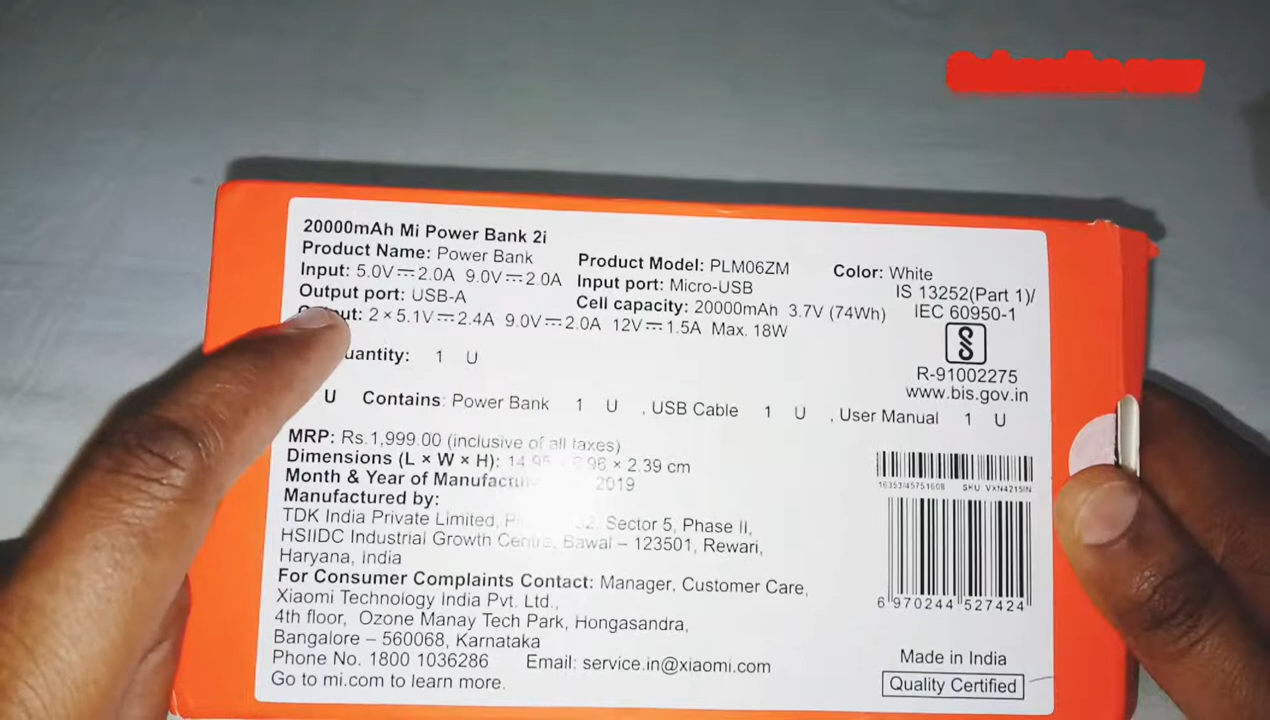 Subscribe now
20000mAh Mi Power Bank 2i
Product Name: Power Bank Product Model: PLM06ZM Color: White
Input: 5.0V⎓2.0A 9.0V⎓2.0A Input port: Micro-USB
Output port: USB-A Cell capacity: 20000mAh 3.7V (74Wh)
2 × 5.1V⎓2.4A 9.0V⎓2.0A 12V⎓1.5A Max. 18W
IS 13252(Part 1)/
IEC 60950-1
R-91002275
www.bis.gov.in
1 U
U Contains: Power Bank 1 U , USB Cable 1 U , User Manual 1 U
MRP: Rs.1,999.00 (inclusive of all taxes)
Dimensions (L × W × H): × 2.39 cm
Month & Year of 2019
Manufactured by:
TDK India Private Limited, Sector 5, Phase II,
HSIIDC Industrial Growth Centre, Bawal – 123501, Rewari,
Haryana, India
For Consumer Complaints Contact: Manager, Customer Care,
Xiaomi Technology India Pvt. Ltd.,
4th floor, Ozone Manay Tech Park, Hongasandra,
Bangalore – 560068, Karnataka
Phone No. 1800 1036286 Email: service.in@xiaomi.com
Go to mi.com to learn more.
16353/45751608 SKU VXN4215IN
6 970244 527424
Made in India
Quality Certified